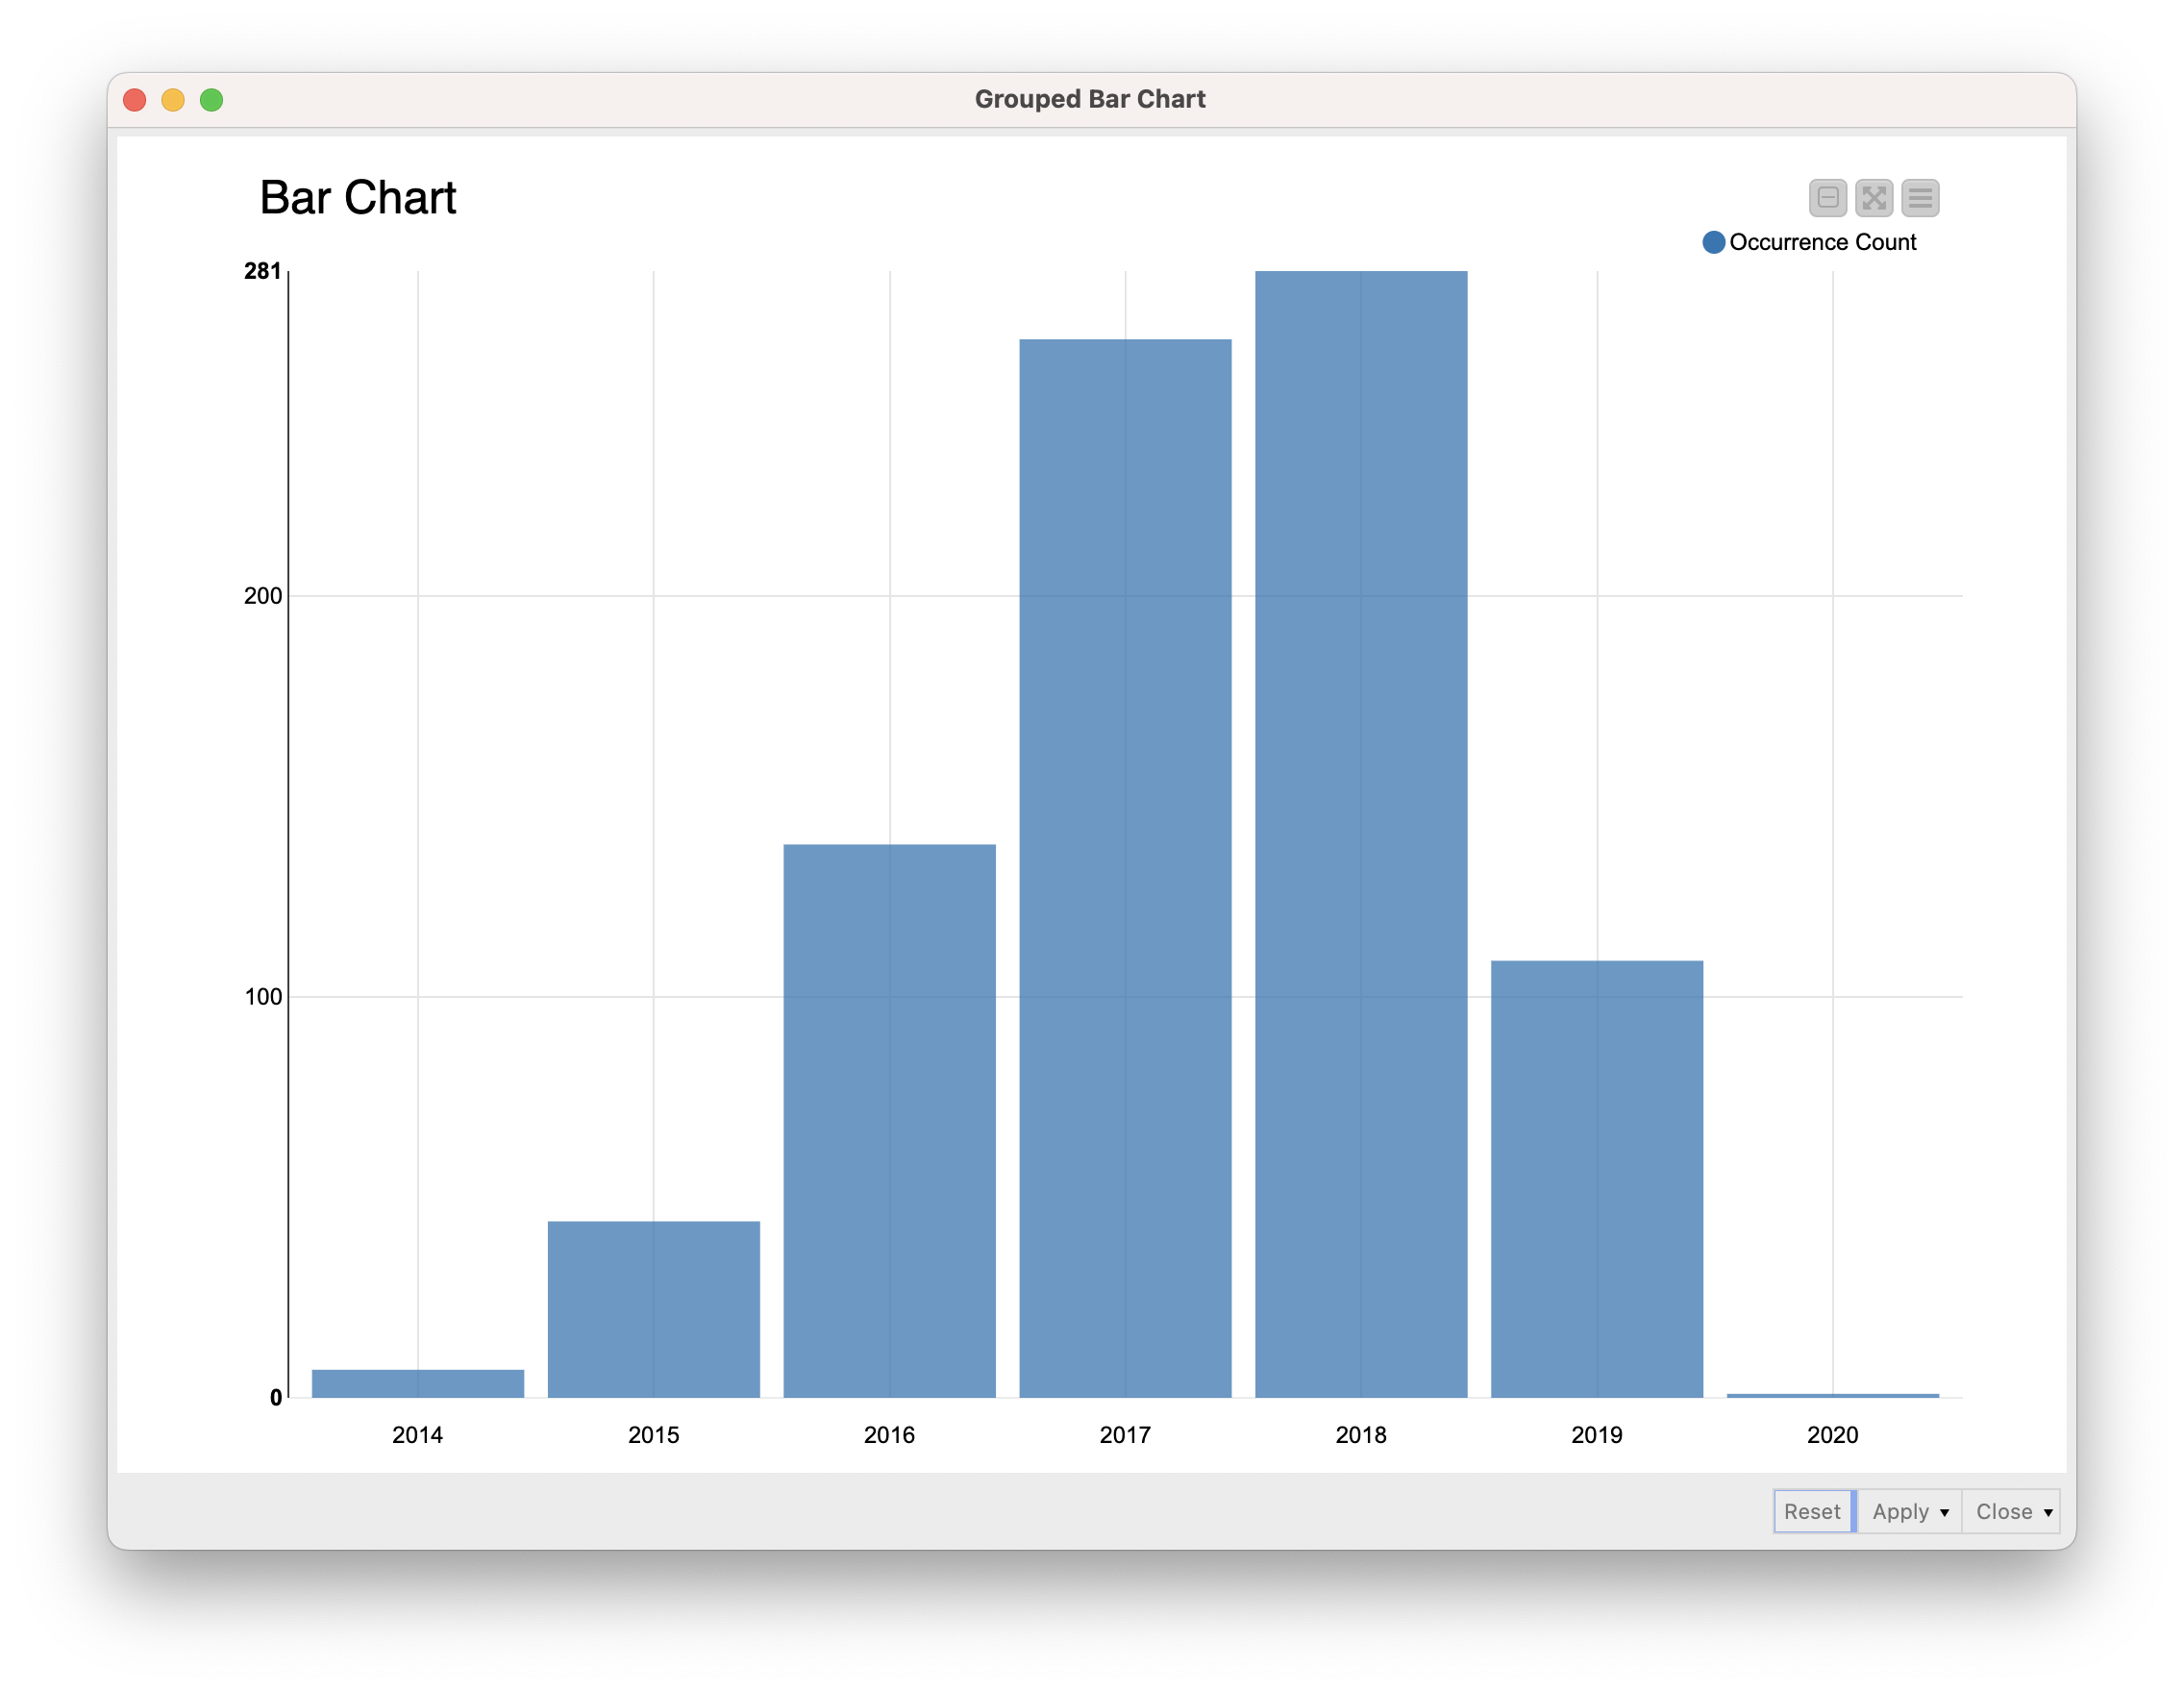 Grouped Bar Chart
Bar Chart
Occurrence Count
281
200
100
0
2014 2015 2016 2017 2018 2019 2020
Reset Apply Close